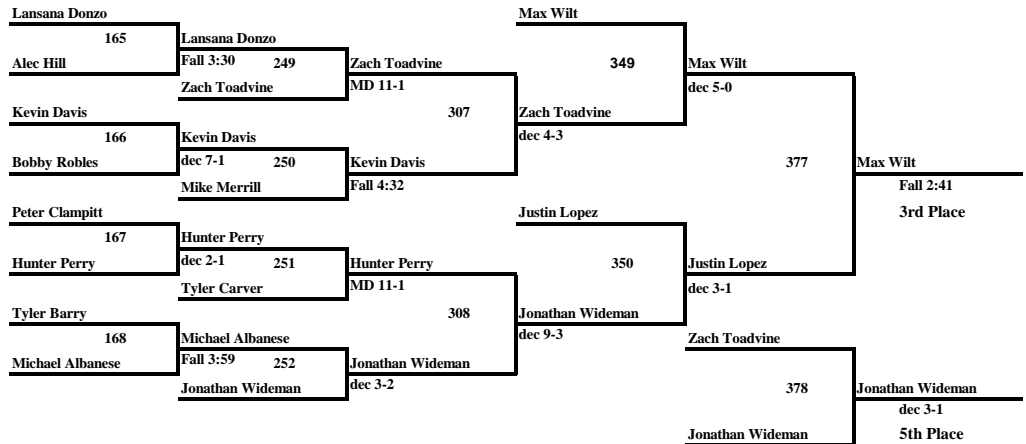 Lansana Donzo
165
Alec Hill
Lansana Donzo
Fall 3:30
249
Zach Toadvine
Zach Toadvine
MD 11-1
Kevin Davis
166
Bobby Robles
Kevin Davis
dec 7-1
250
Mike Merrill
Kevin Davis
Fall 4:32
307
Max Wilt
349
Zach Toadvine
dec 4-3
Max Wilt
dec 5-0
Peter Clampitt
167
Hunter Perry
Hunter Perry
dec 2-1
251
Tyler Carver
Hunter Perry
MD 11-1
Tyler Barry
168
Michael Albanese
Michael Albanese
Fall 3:59
252
Jonathan Wideman
Jonathan Wideman
dec 3-2
308
Justin Lopez
350
Jonathan Wideman
dec 9-3
Justin Lopez
dec 3-1
377
Max Wilt
Fall 2:41
3rd Place
Zach Toadvine
378
Jonathan Wideman
Jonathan Wideman
dec 3-1
5th Place